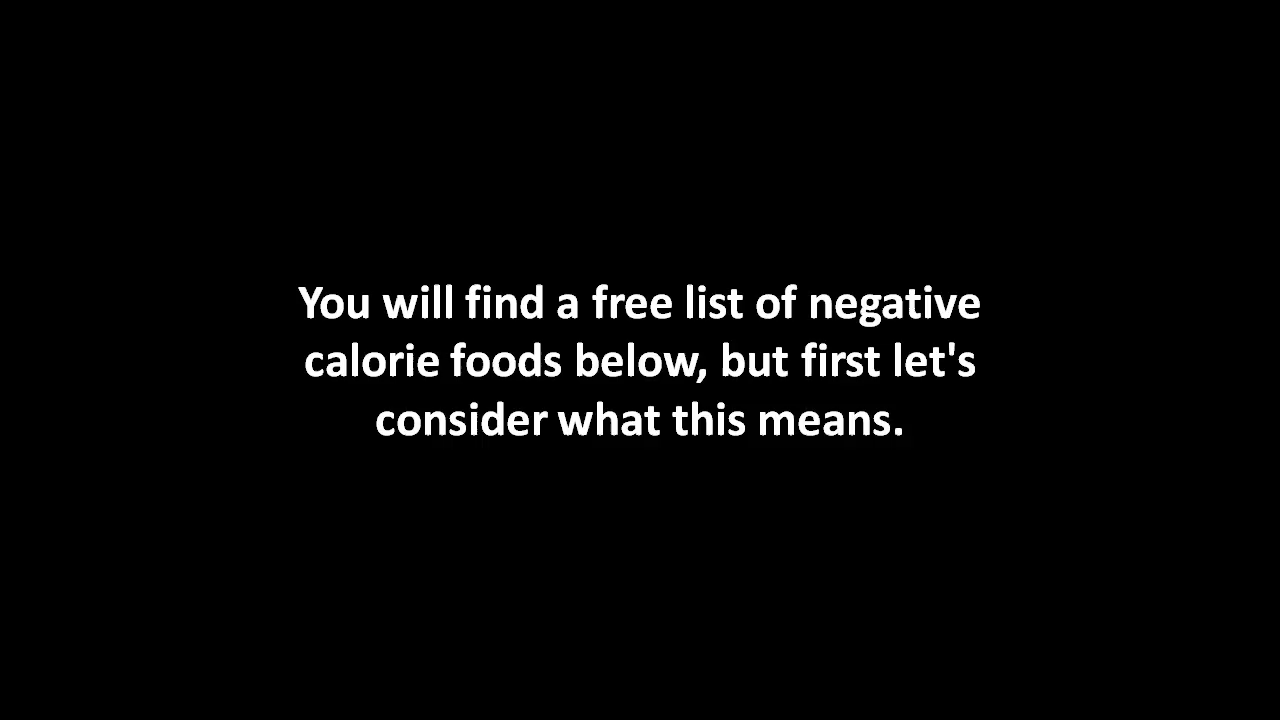 You will find a free list of negative
calorie foods below, but first let's
consider what this means.